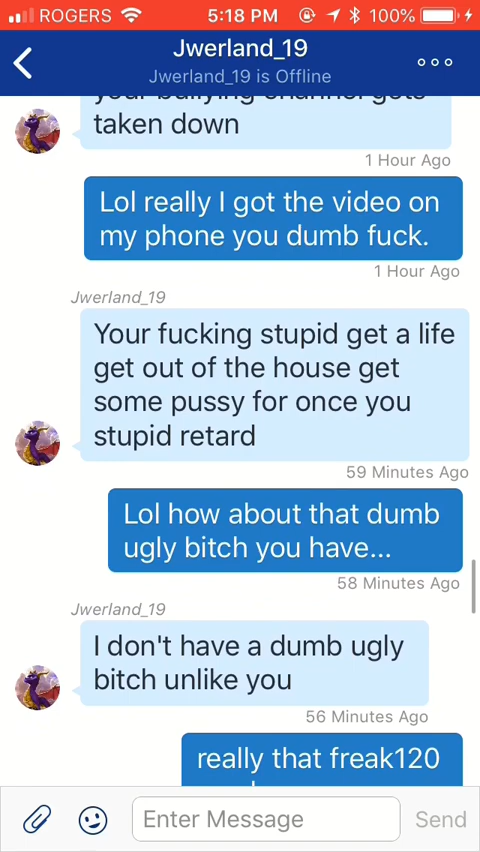 ROGERS 5:18 PM 100%
Jwerland_19
Jwerland_19 is Offline
your bullying channel gets
taken down
1 Hour Ago
Lol really I got the video on
my phone you dumb fuck.
1 Hour Ago
Jwerland_19
Your fucking stupid get a life
get out of the house get
some pussy for once you
stupid retard
59 Minutes Ago
Lol how about that dumb
ugly bitch you have...
58 Minutes Ago
Jwerland_19
I don't have a dumb ugly
bitch unlike you
56 Minutes Ago
really that freak120
Enter Message
Send